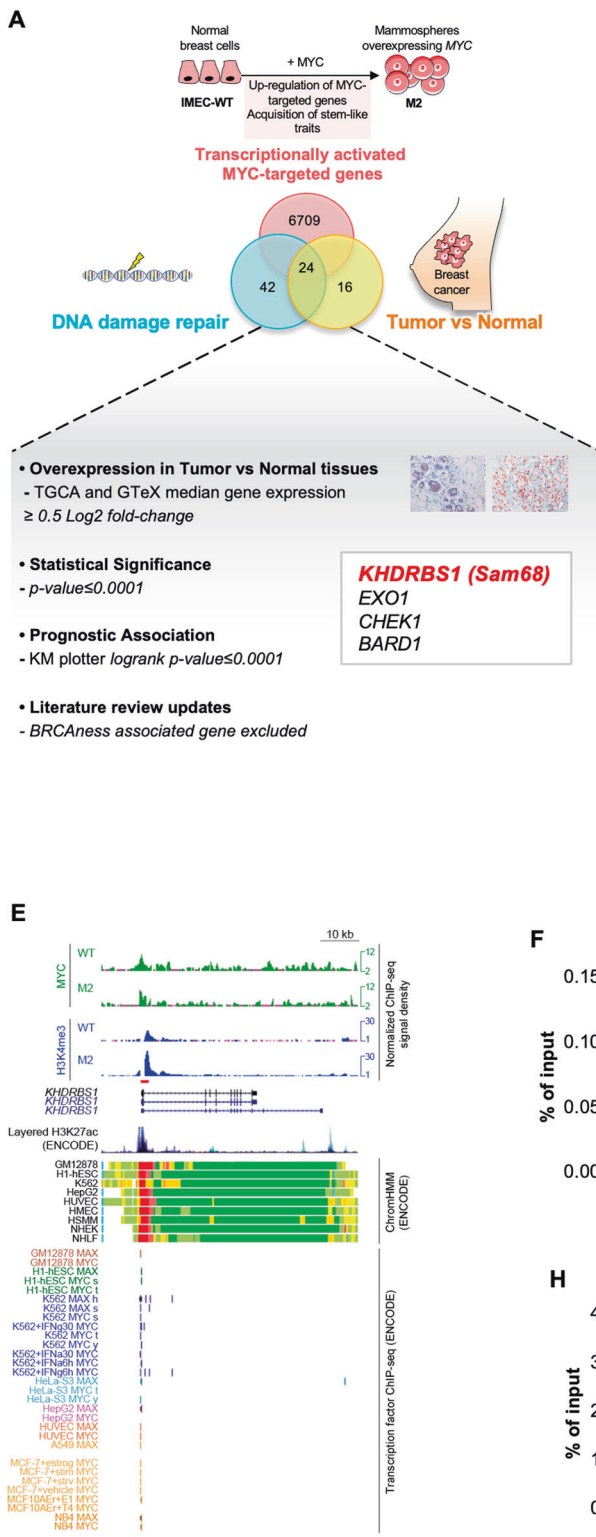 A
Normal
breast cells
Mammospheres
overexpressing MYC
+ MYC
IMEC-WT
Up-regulation of MYC-
targeted genes
Acquisition of stem-like
traits
M2
Transcriptionally activated
MYC-targeted genes
6709
24
42
16
Breast
cancer
DNA damage repair
Tumor vs Normal
• Overexpression in Tumor vs Normal tissues
- TGCA and GTeX median gene expression
≥ 0.5 Log2 fold-change
• Statistical Significance
- p-value≤0.0001
• Prognostic Association
- KM plotter logrank p-value≤0.0001
• Literature review updates
- BRCAness associated gene excluded
KHDRBS1 (Sam68)
EXO1
CHEK1
BARD1
E
10 kb
MYC
WT
12
2
M2
12
2
H3K4me3
WT
30
1
M2
30
1
Normalized ChIP-seq
signal density
KHDRBS1
KHDRBS1
KHDRBS1
Layered H3K27ac
(ENCODE)
GM12878
H1-hESC
K562
HepG2
HUVEC
HMEC
HSMM
NHEK
NHLF
ChromHMM
(ENCODE)
GM12878 MAX
GM12878 MYC
H1-hESC MAX
H1-hESC MYC s
H1-hESC MYC t
K562 MAX h
K562 MAX s
K562 MYC s
K562+IFNg30 MYC
K562 MYC t
K562 MYC y
K562+IFNa30 MYC
K562+IFNa6h MYC
K562+IFNg6h MYC
HeLa-S3 MAX
HeLa-S3 MYC t
HeLa-S3 MYC y
HepG2 MAX
HepG2 MYC
HUVEC MAX
HUVEC MYC
A549 MAX
MCF-7+estrog MYC
MCF-7+stim MYC
MCF-7+strv MYC
MCF-7+vehicle MYC
MCF10AEr+E1 MYC
MCF10AEr+T4 MYC
NB4 MAX
NB4 MYC
Transcription factor ChIP-seq (ENCODE)
F
0.15
0.10
0.05
0.00
% of input
H
4
3
2
1
0
% of input